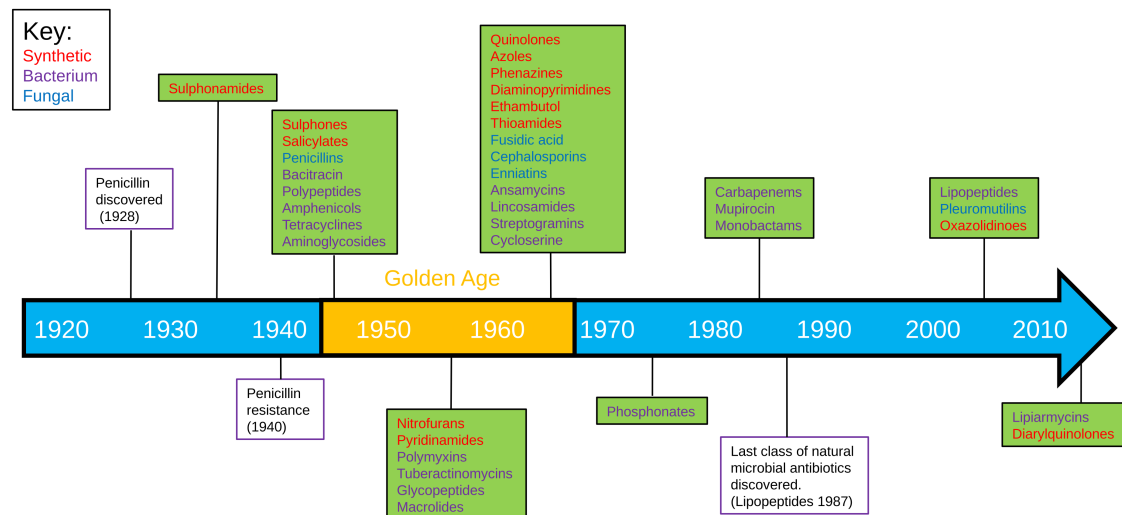 Key:
Synthetic
Bacterium
Fungal
Sulphonamides
Penicillin
discovered
(1928)
Sulphones
Salicylates
Penicillins
Bacitracin
Polypeptides
Amphenicols
Tetracyclines
Aminoglycosides
Quinolones
Azoles
Phenazines
Diaminopyrimidines
Ethambutol
Thioamides
Fusidic acid
Cephalosporins
Enniatins
Ansamycins
Lincosamides
Streptogramins
Cycloserine
Carbapenems
Mupirocin
Monobactams
Lipopeptides
Pleuromutilins
Oxazolidinoes
Golden Age
1920 1930 1940 1950 1960 1970 1980 1990 2000 2010
Penicillin
resistance
(1940)
Nitrofurans
Pyridinamides
Polymyxins
Tuberactinomycins
Glycopeptides
Macrolides
Phosphonates
Last class of natural
microbial antibiotics
discovered.
(Lipopeptides 1987)
Lipiarmycins
Diarylquinolones